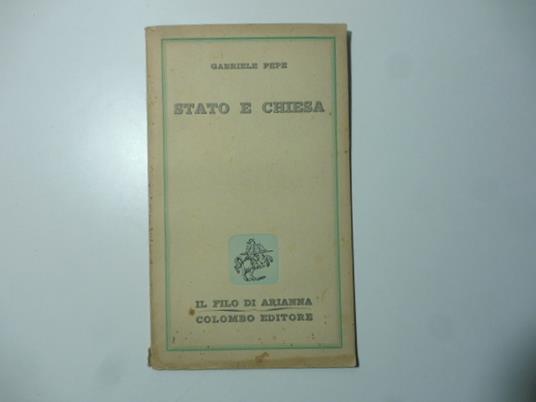 GABRIELE PEPE
STATO E CHIESA
IL FILO DI ARIANNA
COLOMBO EDITORE